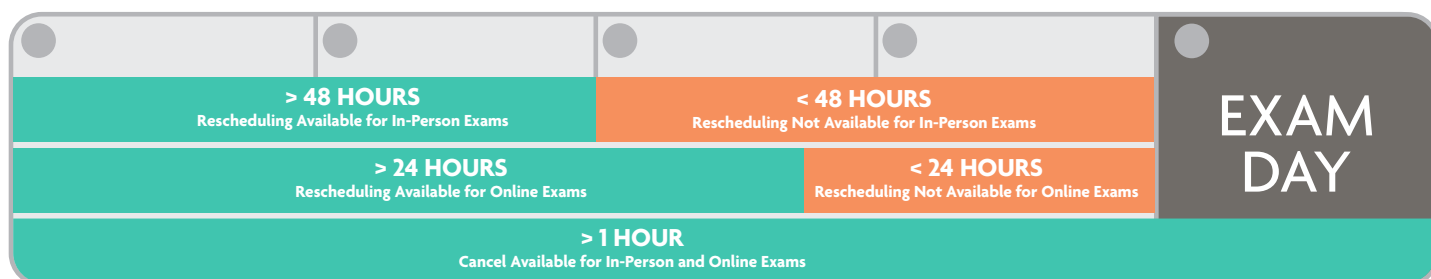 > 48 HOURS
Rescheduling Available for In-Person Exams
< 48 HOURS
Rescheduling Not Available for In-Person Exams
> 24 HOURS
Rescheduling Available for Online Exams
< 24 HOURS
Rescheduling Not Available for Online Exams
EXAM
DAY
> 1 HOUR
Cancel Available for In-Person and Online Exams